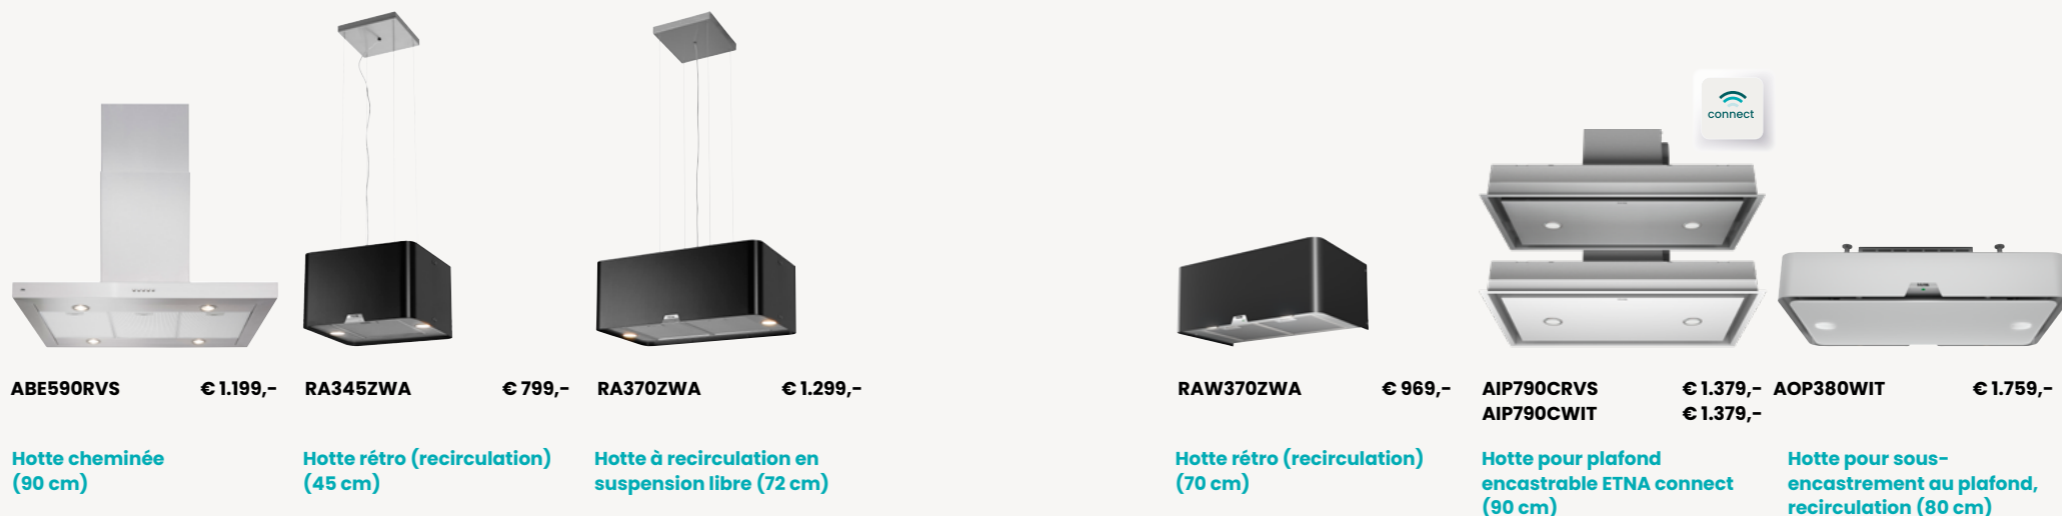 connect
ABE590RVS € 1.199,-
RA345ZWA € 799,-
RA370ZWA € 1.299,-
RAW370ZWA € 969,-
AIP790CRVS € 1.379,-
AIP790CWIT € 1.379,-
AOP380WIT € 1.759,-
Hotte cheminée
(90 cm)
Hotte rétro (recirculation)
(45 cm)
Hotte à recirculation en
suspension libre (72 cm)
Hotte rétro (recirculation)
(70 cm)
Hotte pour plafond
encastrable ETNA connect
(90 cm)
Hotte pour sous-
encastrement au plafond,
recirculation (80 cm)